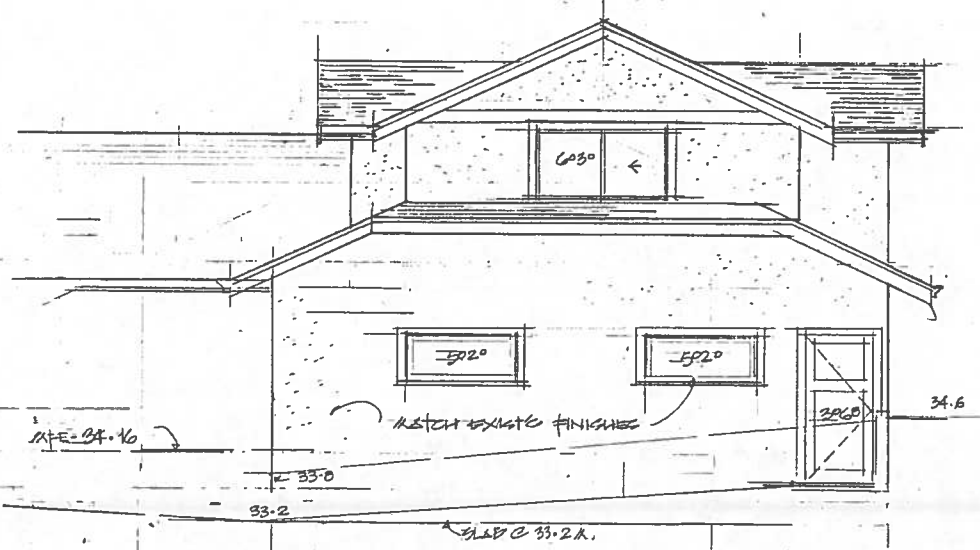 6030
5020
5020
MATCH EXIST'G FINISHES
3068
34.6
MFE= 34.16
33.8
33.2
SLAB @ 33.2±.